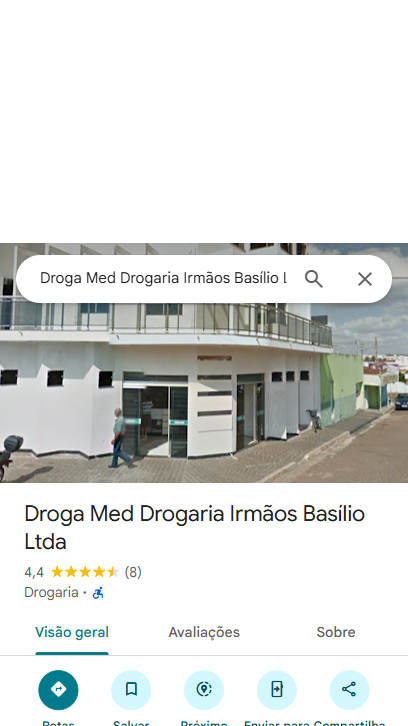 Droga Med Drogaria Irmãos Basílio L
Droga Med Drogaria Irmãos Basílio
Ltda
4,4 (8)
Drogaria ·
Visão geral Avaliações Sobre
Rotas Salvar Próximo Enviar para Compartilha